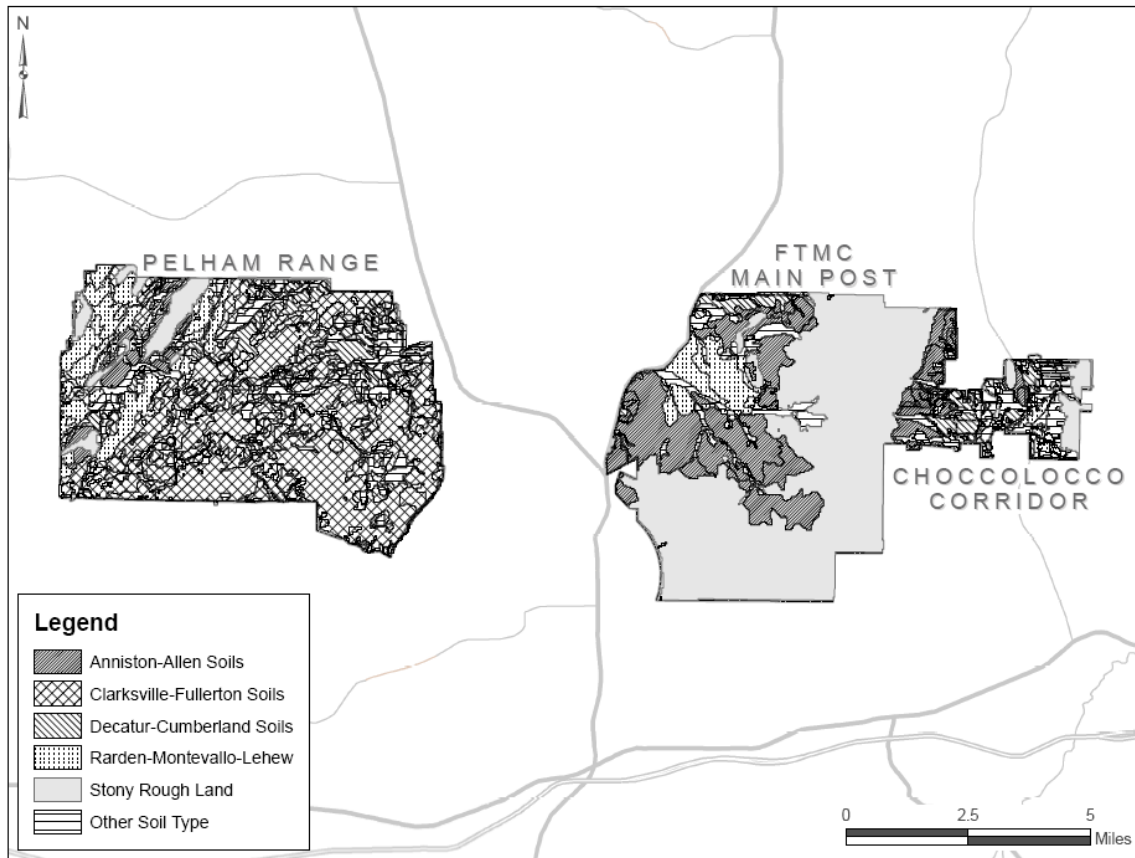 N
PELHAM RANGE
FTMC
MAIN POST
CHOCCOLOCCO
CORRIDOR
Legend
Anniston-Allen Soils
Clarksville-Fullerton Soils
Decatur-Cumberland Soils
Rarden-Montevallo-Lehew
Stony Rough Land
Other Soil Type
0 2.5 5
Miles